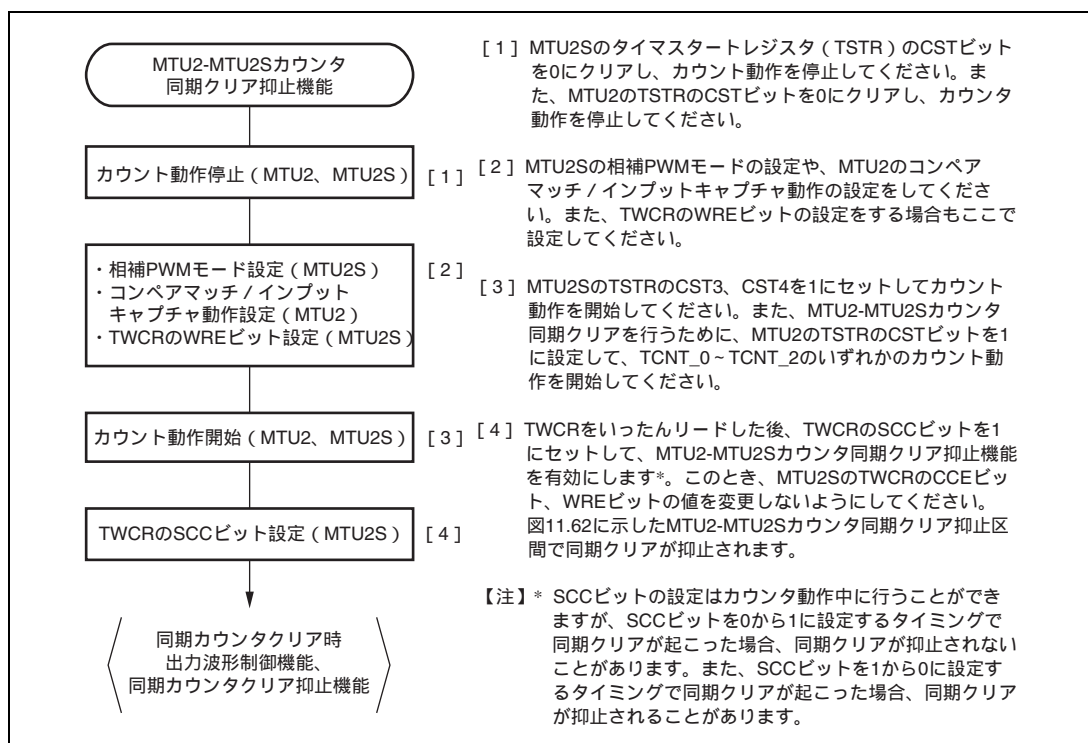 MTU2-MTU2Sカウンタ
同期クリア抑止機能
カウント動作停止（MTU2、MTU2S）
[1]
・相補PWMモード設定（MTU2S）
・コンペアマッチ／インプット
キャプチャ動作設定（MTU2）
・TWCRのWREビット設定（MTU2S）
[2]
カウント動作開始（MTU2、MTU2S）
[3]
TWCRのSCCビット設定（MTU2S）
[4]
同期カウンタクリア時
出力波形制御機能、
同期カウンタクリア抑止機能
[1] MTU2Sのタイマスタートレジスタ（TSTR）のCSTビット
を0にクリアし、カウント動作を停止してください。ま
た、MTU2のTSTRのCSTビットを0にクリアし、カウンタ
動作を停止してください。
[2] MTU2Sの相補PWMモードの設定や、MTU2のコンペア
マッチ／インプットキャプチャ動作の設定をしてくださ
い。また、TWCRのWREビットの設定をする場合もここで
設定してください。
[3] MTU2SのTSTRのCST3、CST4を1にセットしてカウント
動作を開始してください。また、MTU2-MTU2Sカウンタ
同期クリアを行うために、MTU2のTSTRのCSTビットを1
に設定して、TCNT_0～TCNT_2のいずれかのカウント動
作を開始してください。
[4] TWCRをいったんリードした後、TWCRのSCCビットを1
にセットして、MTU2-MTU2Sカウンタ同期クリア抑止機能
を有効にします*。このとき、MTU2SのTWCRのCCEビッ
ト、WREビットの値を変更しないようにしてください。
図11.62に示したMTU2-MTU2Sカウンタ同期クリア抑止区
間で同期クリアが抑止されます。
【注】* SCCビットの設定はカウンタ動作中に行うことができ
ますが、SCCビットを0から1に設定するタイミングで
同期クリアが起こった場合、同期クリアが抑止されない
ことがあります。また、SCCビットを1から0に設定す
るタイミングで同期クリアが起こった場合、同期クリア
が抑止されることがあります。